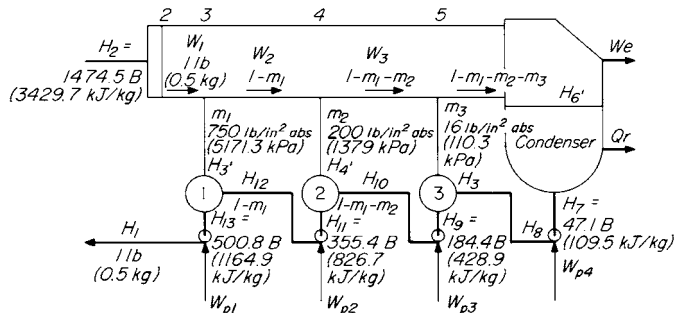 2 3 4 5
H2 =
1474.5 B
(3429.7 kJ/kg)
W1
1 lb
(0.5 kg)
W2
1-m1
W3
1-m1-m2
1-m1-m2-m3
We
H6'
Condenser
Qr
m1
750 lb/in² abs
(5171.3 kPa)
H3'
m2
200 lb/in² abs
(1379 kPa)
H4'
m3
16 lb/in² abs
(110.3
kPa)
1
H12
1-m1
2
H10
1-m1-m2
3
H3
H1
1 lb
(0.5 kg)
H13 =
500.8 B
(1164.9
kJ/kg)
H11 =
355.4 B
(826.7
kJ/kg)
H9 =
184.4 B
(428.9
kJ/kg)
H8
H7 =
47.1 B
(109.5 kJ/kg)
Wp1
Wp2
Wp3
Wp4